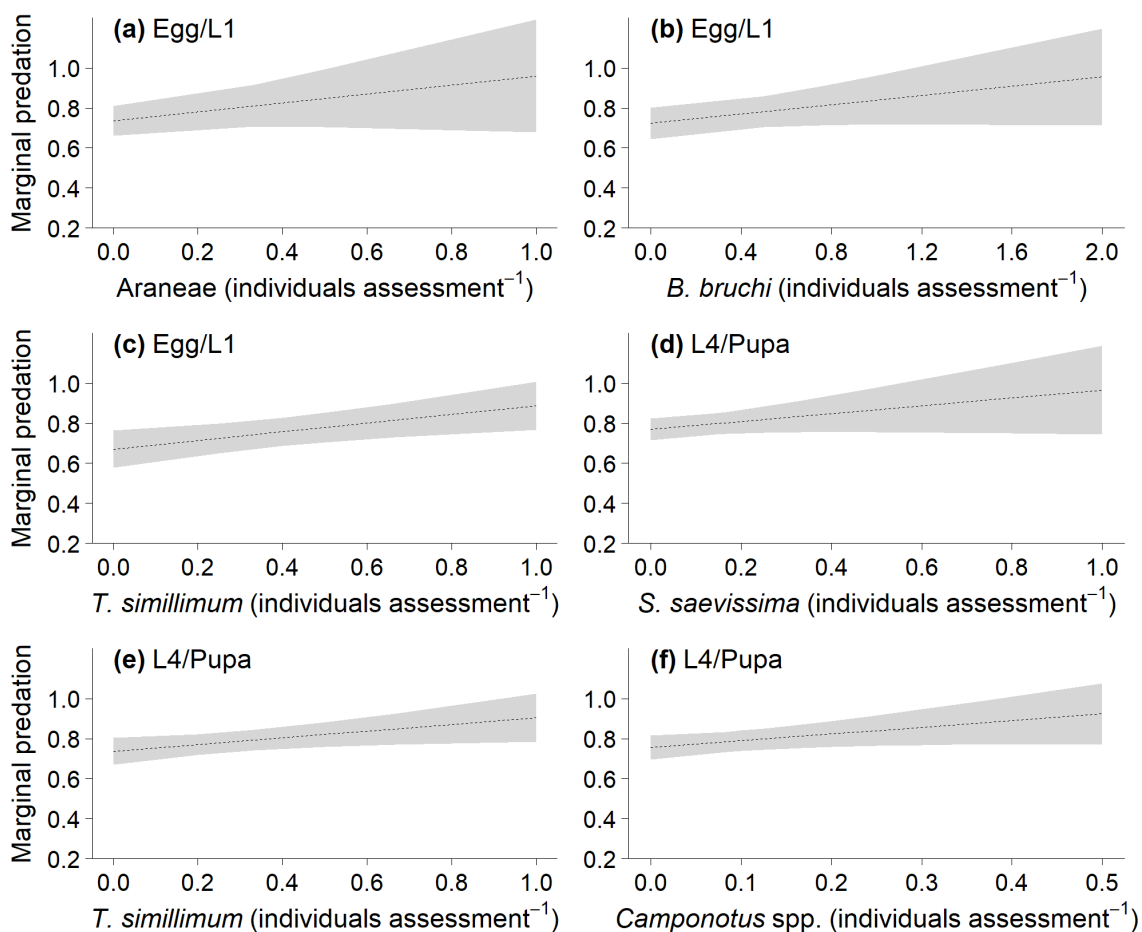 (a) Egg/L1
Marginal predation
1.0
0.8
0.6
0.4
0.2
0.0 0.2 0.4 0.6 0.8 1.0
Araneae (individuals assessment⁻¹)
(b) Egg/L1
Marginal predation
1.0
0.8
0.6
0.4
0.2
0.0 0.4 0.8 1.2 1.6 2.0
B. bruchi (individuals assessment⁻¹)
(c) Egg/L1
Marginal predation
1.0
0.8
0.6
0.4
0.2
0.0 0.2 0.4 0.6 0.8 1.0
T. simillimum (individuals assessment⁻¹)
(d) L4/Pupa
Marginal predation
1.0
0.8
0.6
0.4
0.2
0.0 0.2 0.4 0.6 0.8 1.0
S. saevissima (individuals assessment⁻¹)
(e) L4/Pupa
Marginal predation
1.0
0.8
0.6
0.4
0.2
0.0 0.2 0.4 0.6 0.8 1.0
T. simillimum (individuals assessment⁻¹)
(f) L4/Pupa
Marginal predation
1.0
0.8
0.6
0.4
0.2
0.0 0.1 0.2 0.3 0.4 0.5
Camponotus spp. (individuals assessment⁻¹)